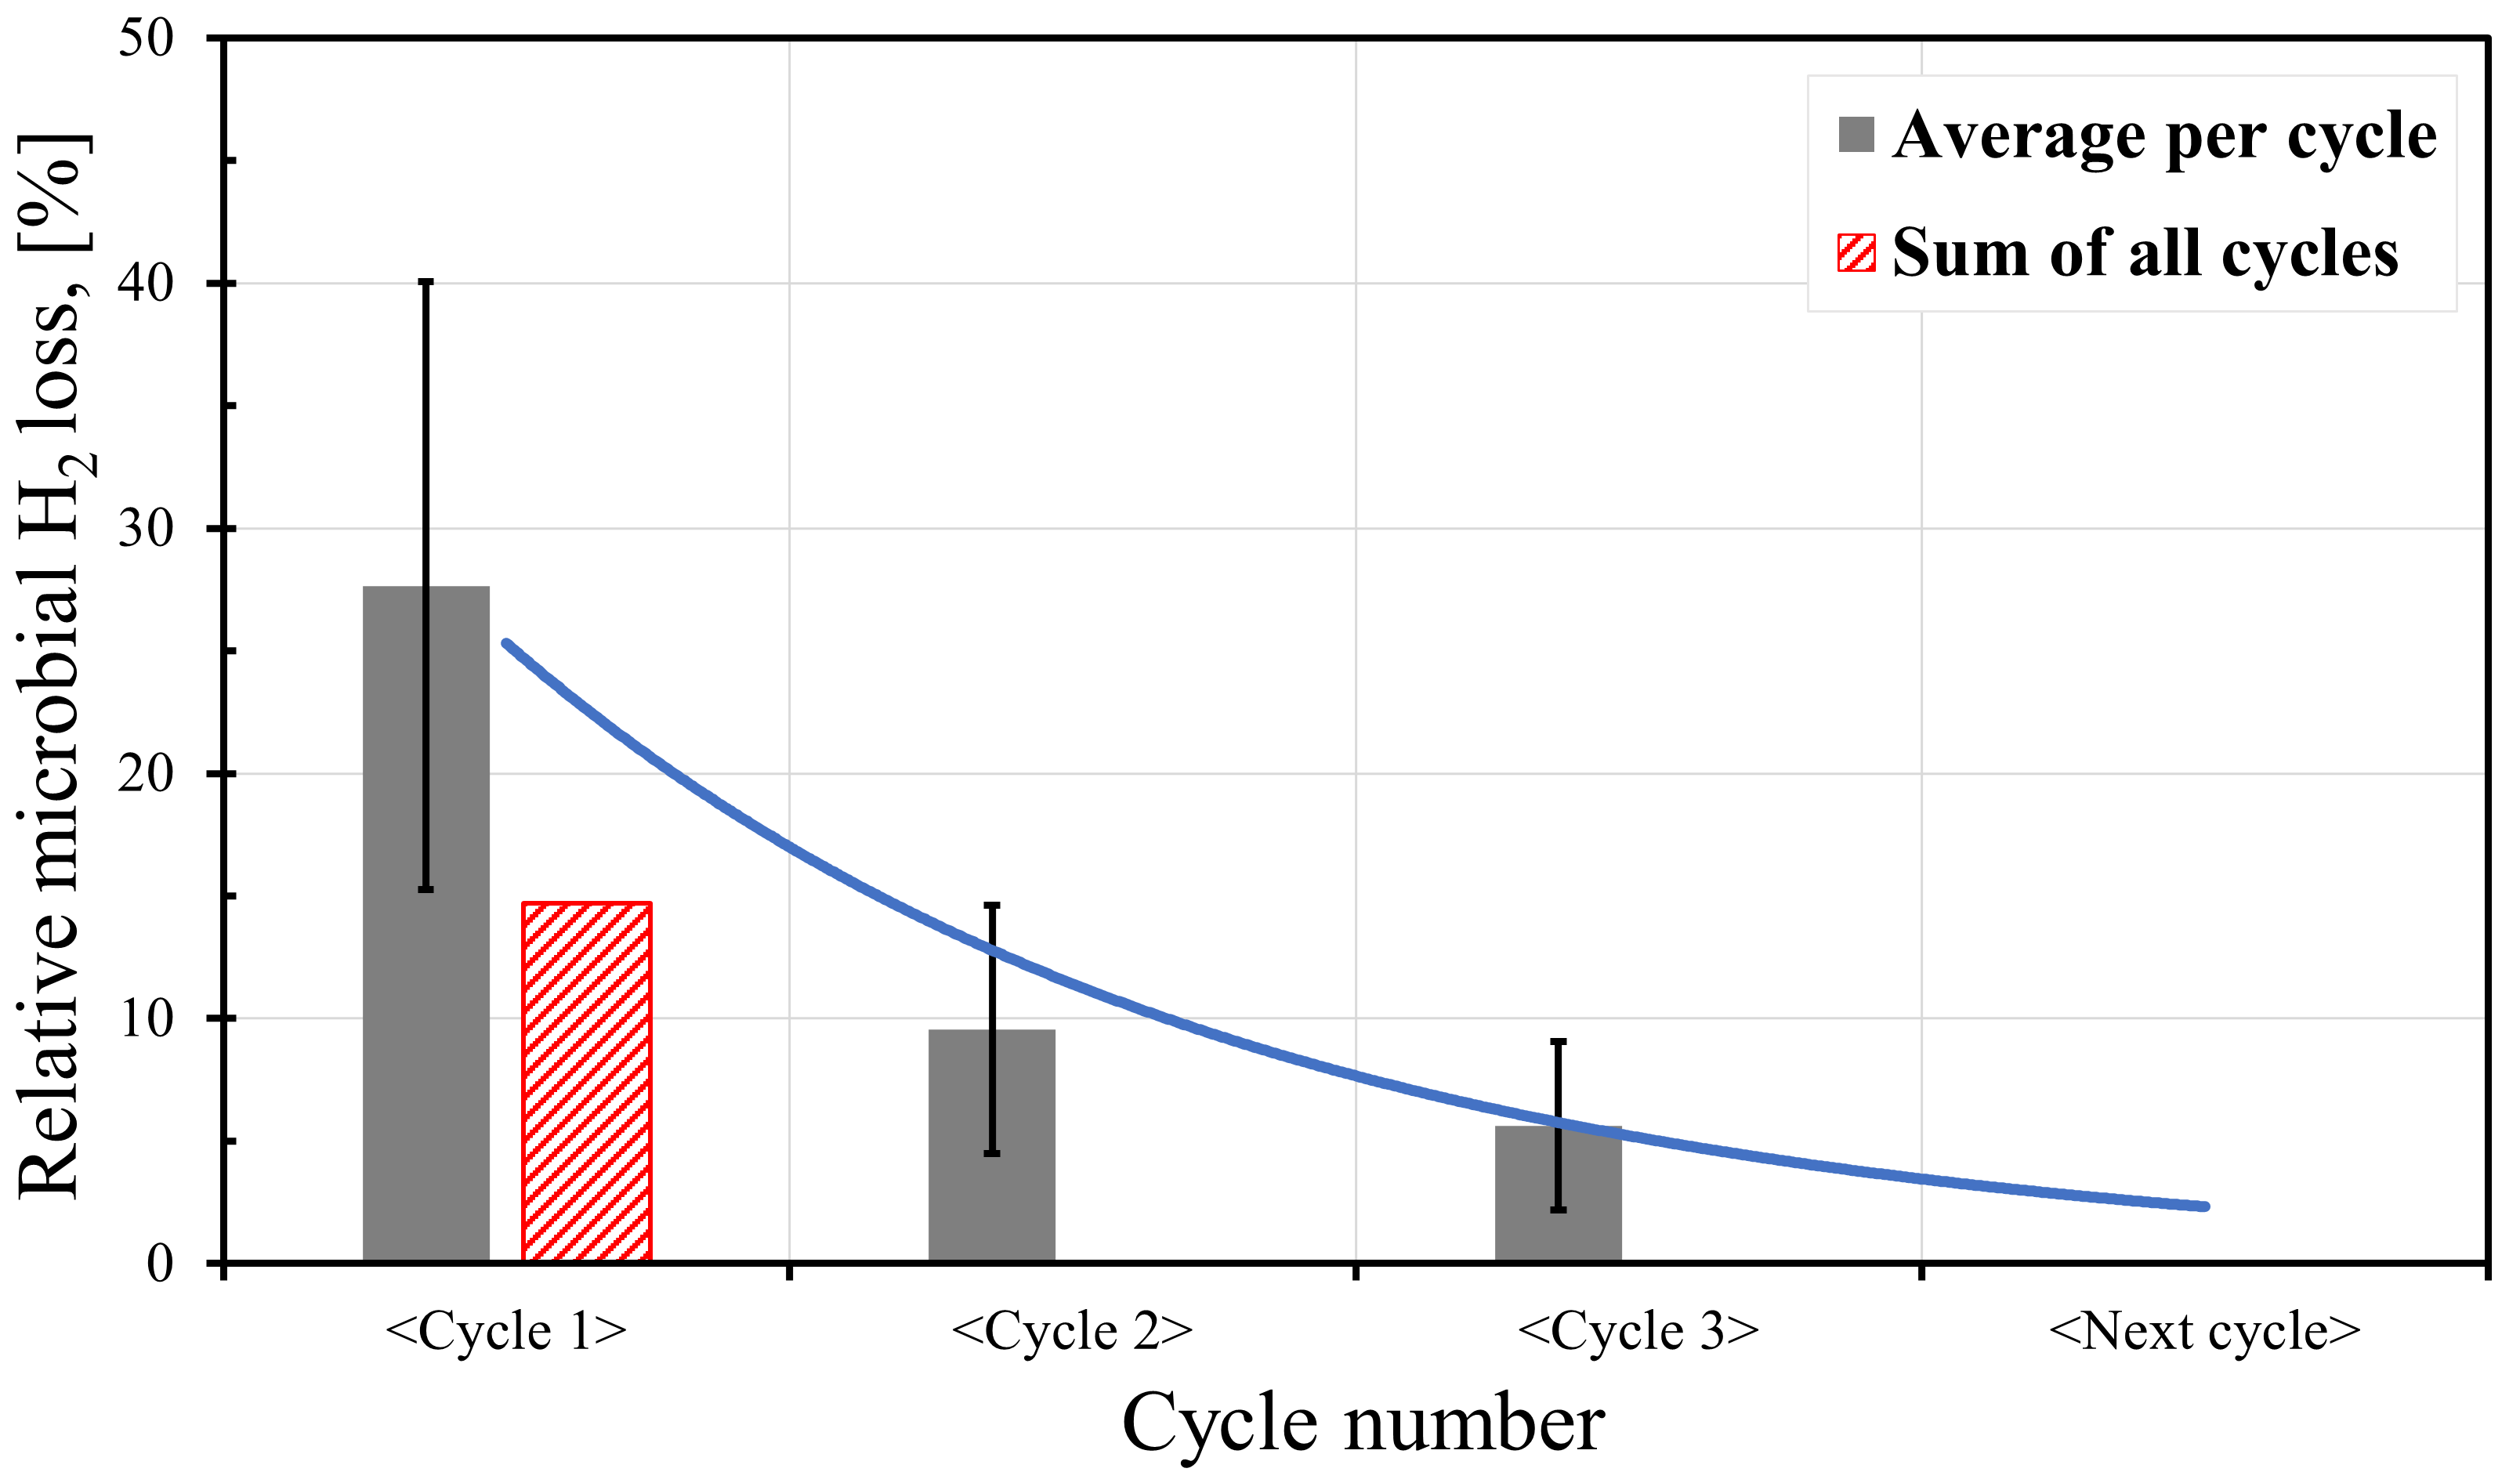 Relative microbial H2 loss, [%]
50
40
30
20
10
0
Average per cycle
Sum of all cycles
<Cycle 1> <Cycle 2> <Cycle 3> <Next cycle>
Cycle number